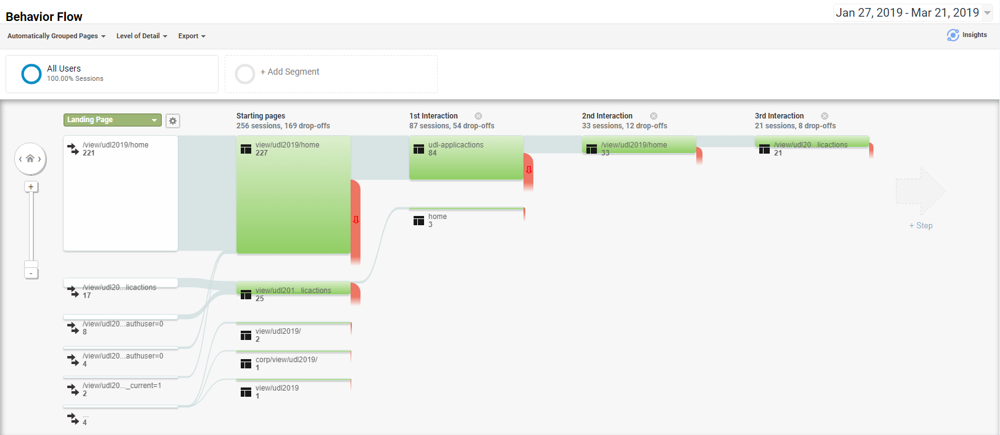 Behavior Flow
Jan 27, 2019 - Mar 21, 2019
Automatically Grouped Pages
Level of Detail
Export
Insights
All Users
100.00% Sessions
+ Add Segment
Landing Page
Starting pages
256 sessions, 169 drop-offs
1st Interaction
87 sessions, 54 drop-offs
2nd Interaction
33 sessions, 12 drop-offs
3rd Interaction
21 sessions, 8 drop-offs
/view/udl2019/home
221
view/udl2019/home
227
udl-applicactions
84
/view/udl2019/home
33
/view/udl20...licactions
21
+
-
home
3
+ Step
/view/udl20...licactions
17
view/udl201...licactions
25
/view/udl20...authuser=0
8
view/udl2019/
2
/view/udl20...authuser=0
4
corp/view/udl2019/
1
/view/udl20..._current=1
2
view/udl2019
1
...
4